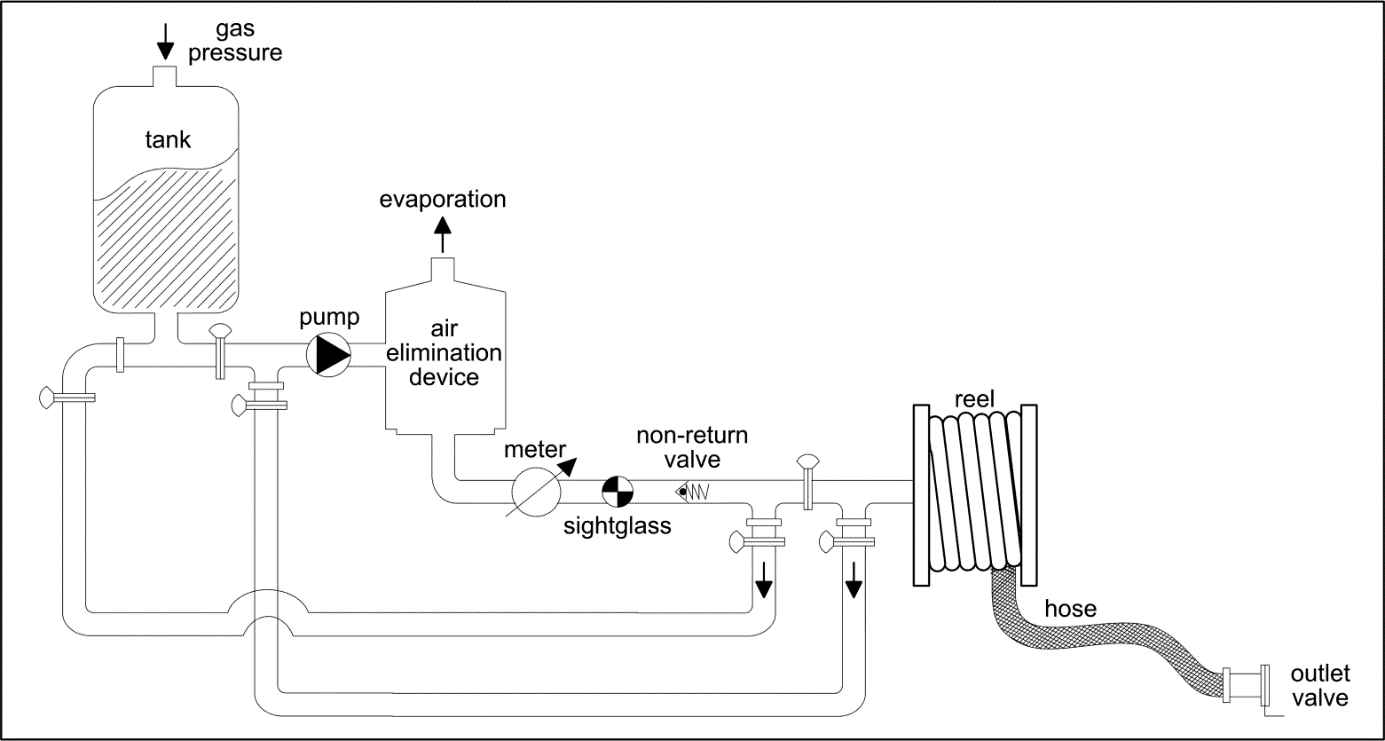 gas
pressure
tank
evaporation
pump
air
elimination
device
reel
meter
non-return
valve
sightglass
hose
outlet
valve